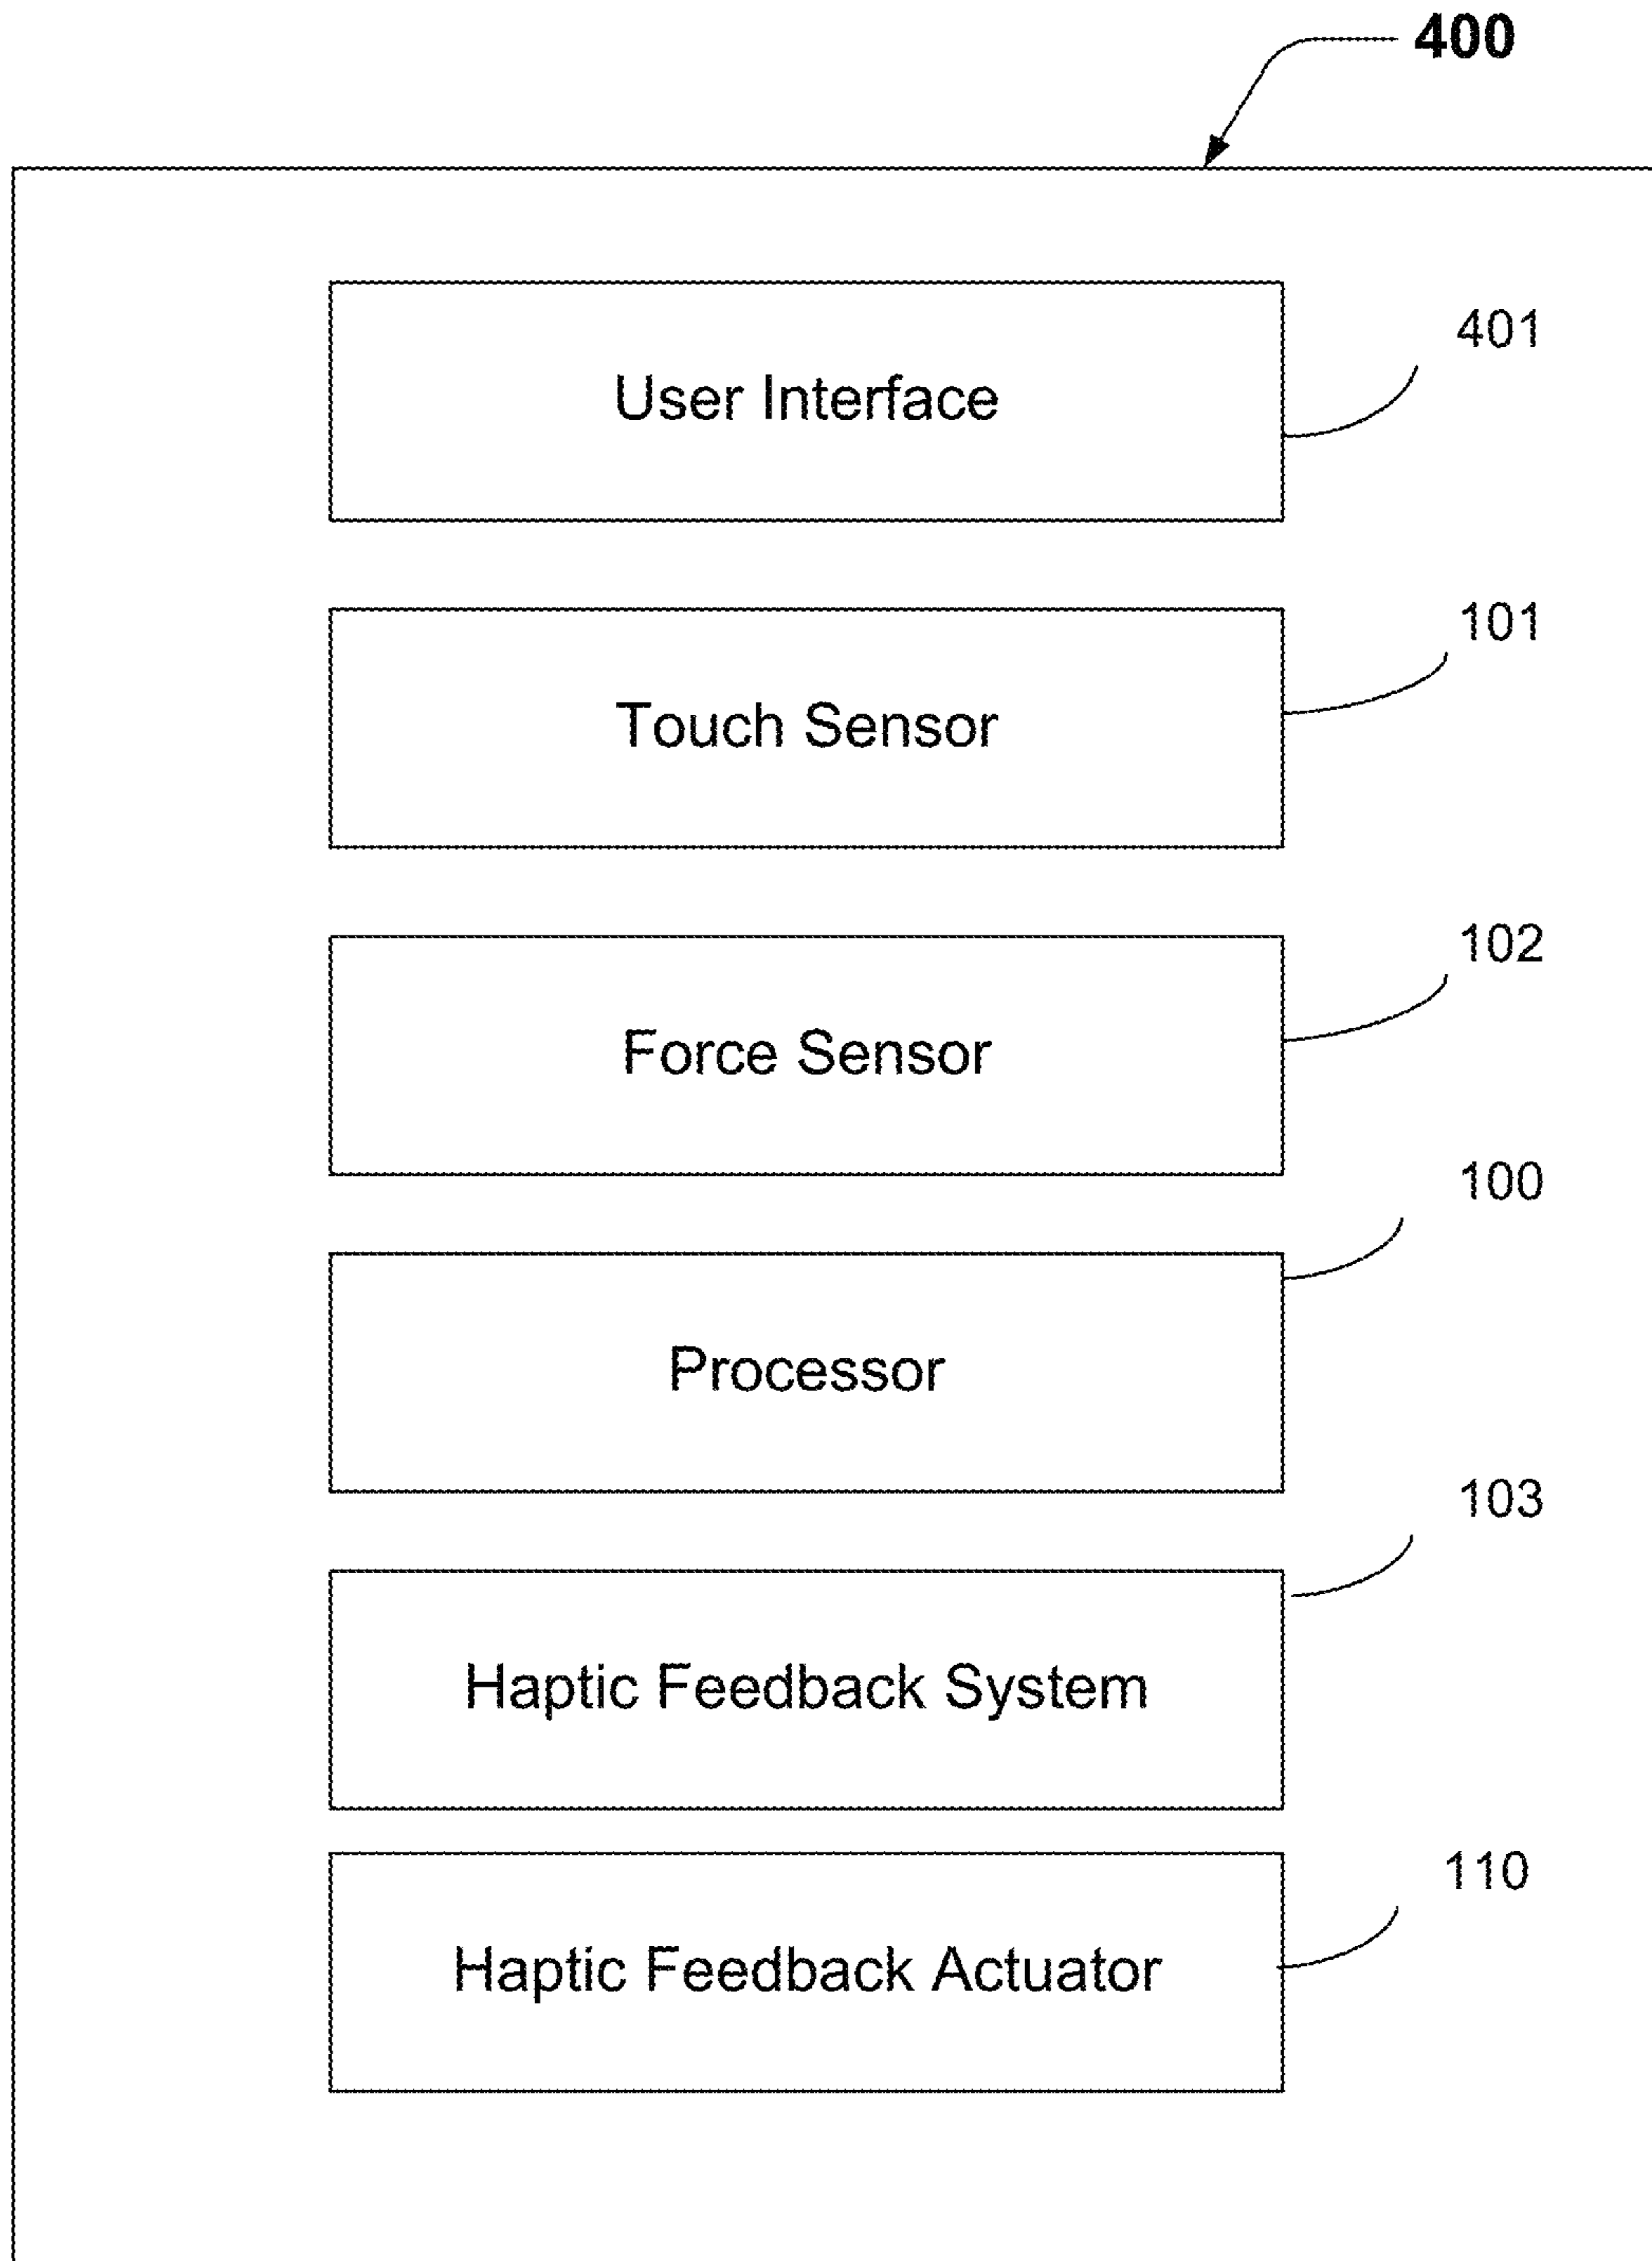 400
User Interface
401
Touch Sensor
101
Force Sensor
102
Processor
100
Haptic Feedback System
103
Haptic Feedback Actuator
110